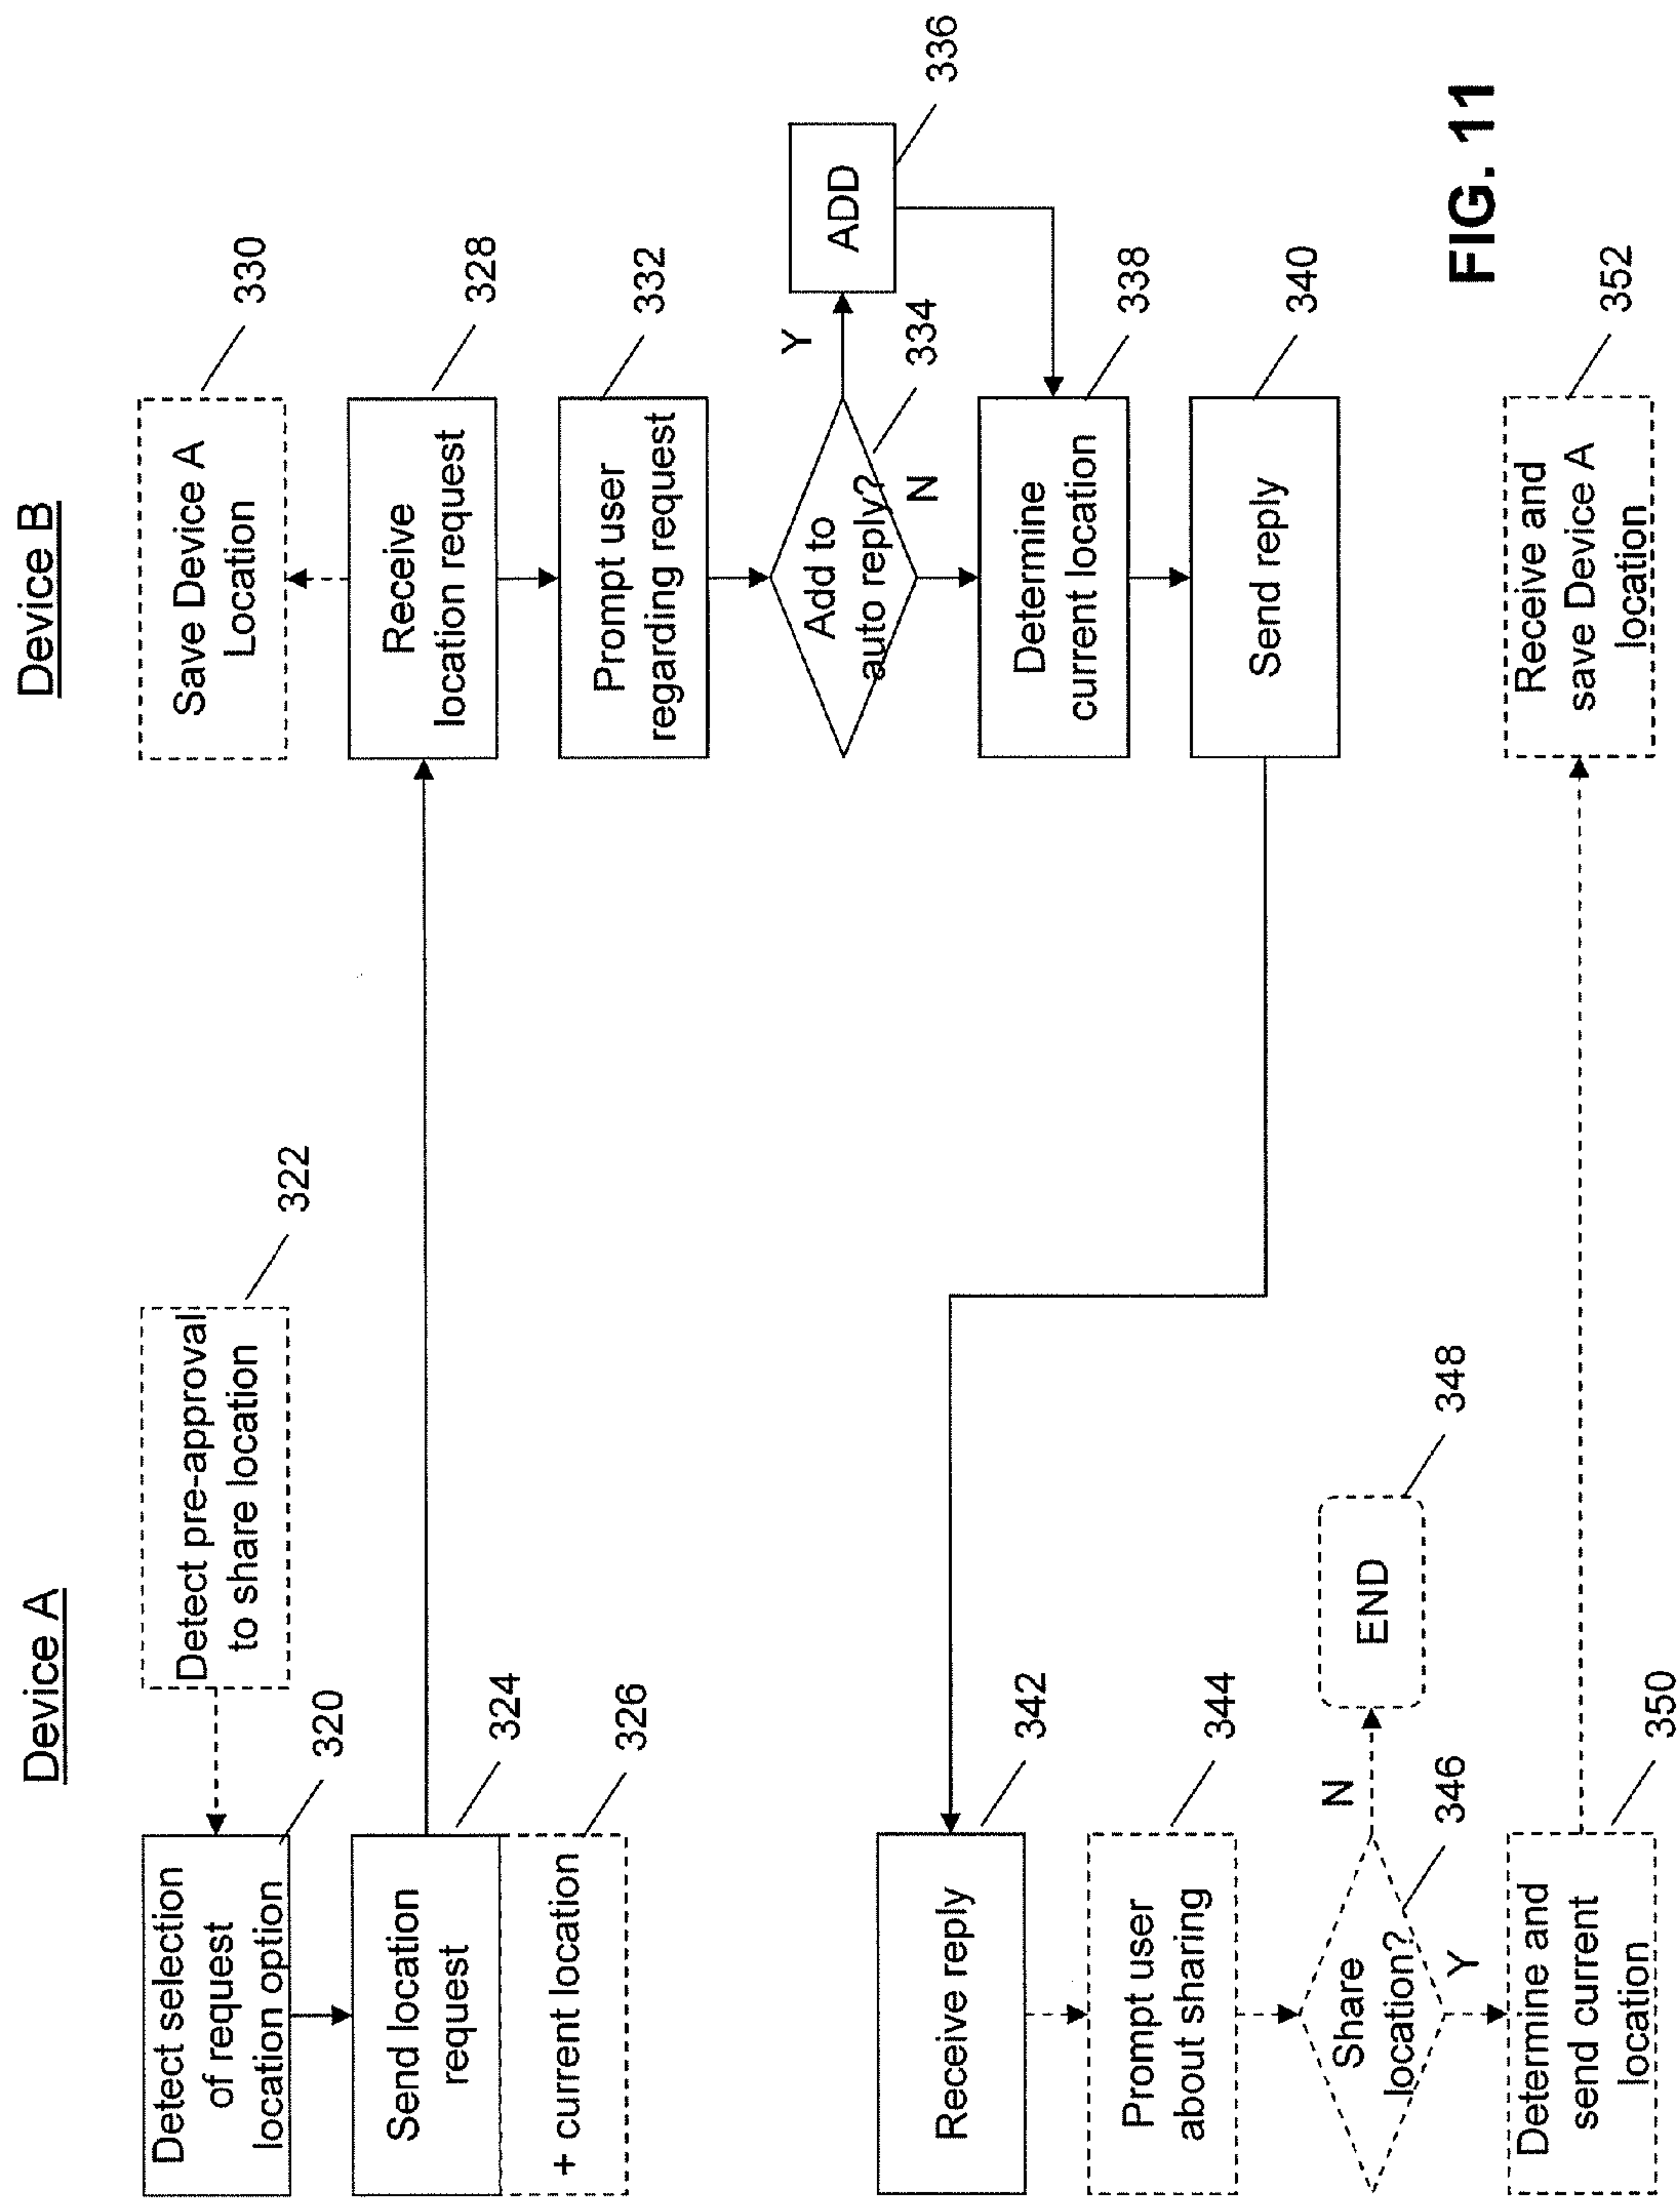 Device A
Device B
Detect selection
of request
location option
320
Detect pre-approval
to share location
322
Send location
request
324
+ current location
326
Save Device A
Location
330
Receive
location request
328
Prompt user
regarding request
332
Add to
auto reply?
334
Y
N
ADD
336
Determine
current location
338
Send reply
340
Receive reply
342
Prompt user
about sharing
344
Share
location?
346
N
Y
END
348
Determine and
send current
location
350
Receive and
save Device A
location
352
FIG. 11